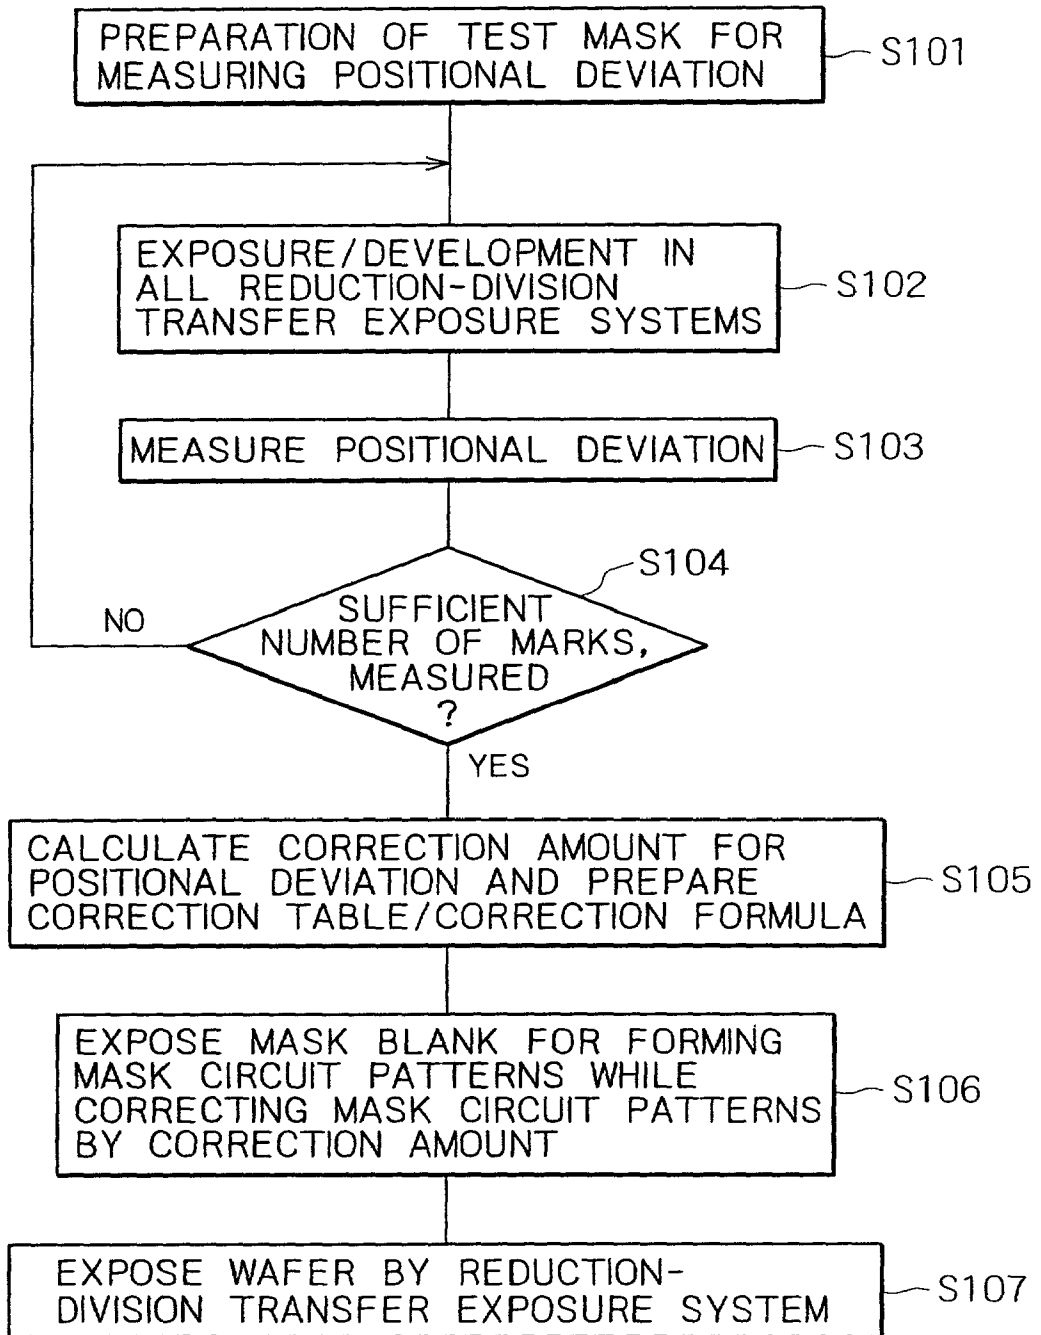 PREPARATION OF TEST MASK FOR
MEASURING POSITIONAL DEVIATION
S101
EXPOSURE/DEVELOPMENT IN
ALL REDUCTION-DIVISION
TRANSFER EXPOSURE SYSTEMS
S102
MEASURE POSITIONAL DEVIATION
S103
S104
SUFFICIENT
NUMBER OF MARKS,
MEASURED
?
NO
YES
CALCULATE CORRECTION AMOUNT FOR
POSITIONAL DEVIATION AND PREPARE
CORRECTION TABLE/CORRECTION FORMULA
S105
EXPOSE MASK BLANK FOR FORMING
MASK CIRCUIT PATTERNS WHILE
CORRECTING MASK CIRCUIT PATTERNS
BY CORRECTION AMOUNT
S106
EXPOSE WAFER BY REDUCTION-
DIVISION TRANSFER EXPOSURE SYSTEM
S107